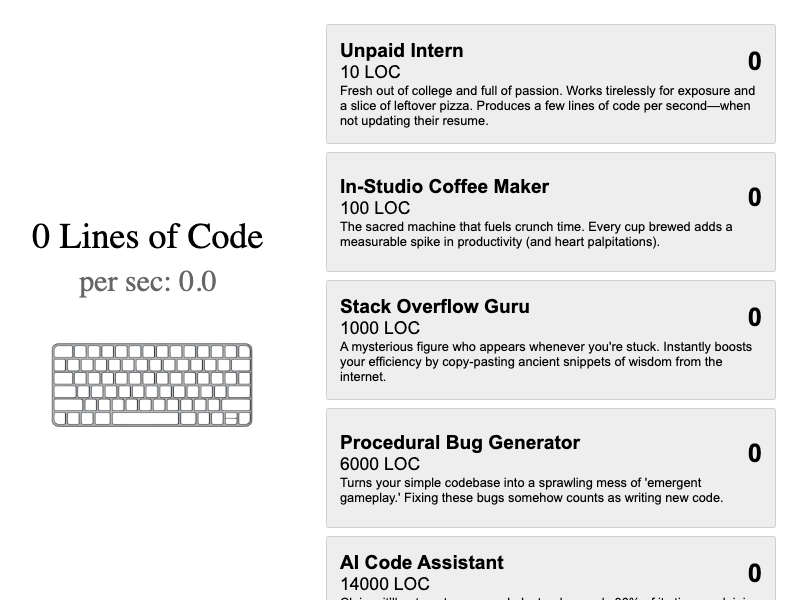 0 Lines of Code
per sec: 0.0
Unpaid Intern
10 LOC
0
Fresh out of college and full of passion. Works tirelessly for exposure and
a slice of leftover pizza. Produces a few lines of code per second—when
not updating their resume.
In-Studio Coffee Maker
100 LOC
0
The sacred machine that fuels crunch time. Every cup brewed adds a
measurable spike in productivity (and heart palpitations).
Stack Overflow Guru
1000 LOC
0
A mysterious figure who appears whenever you're stuck. Instantly boosts
your efficiency by copy-pasting ancient snippets of wisdom from the
internet.
Procedural Bug Generator
6000 LOC
0
Turns your simple codebase into a sprawling mess of 'emergent
gameplay.' Fixing these bugs somehow counts as writing new code.
AI Code Assistant
14000 LOC
0